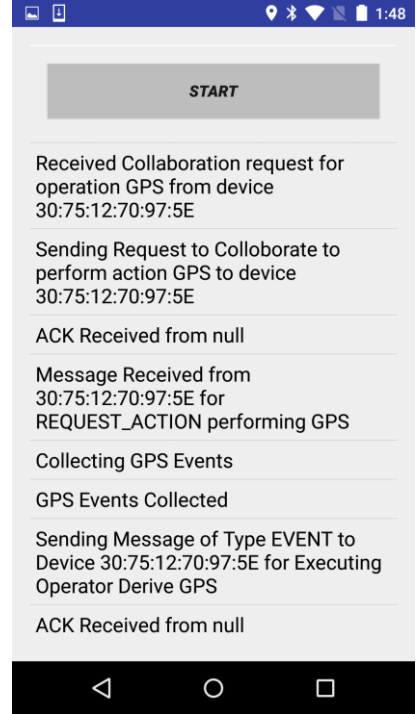 1:48
START
Received Collaboration request for
operation GPS from device
30:75:12:70:97:5E
Sending Request to Colloborate to
perform action GPS to device
30:75:12:70:97:5E
ACK Received from null
Message Received from
30:75:12:70:97:5E for
REQUEST_ACTION performing GPS
Collecting GPS Events
GPS Events Collected
Sending Message of Type EVENT to
Device 30:75:12:70:97:5E for Executing
Operator Derive GPS
ACK Received from null